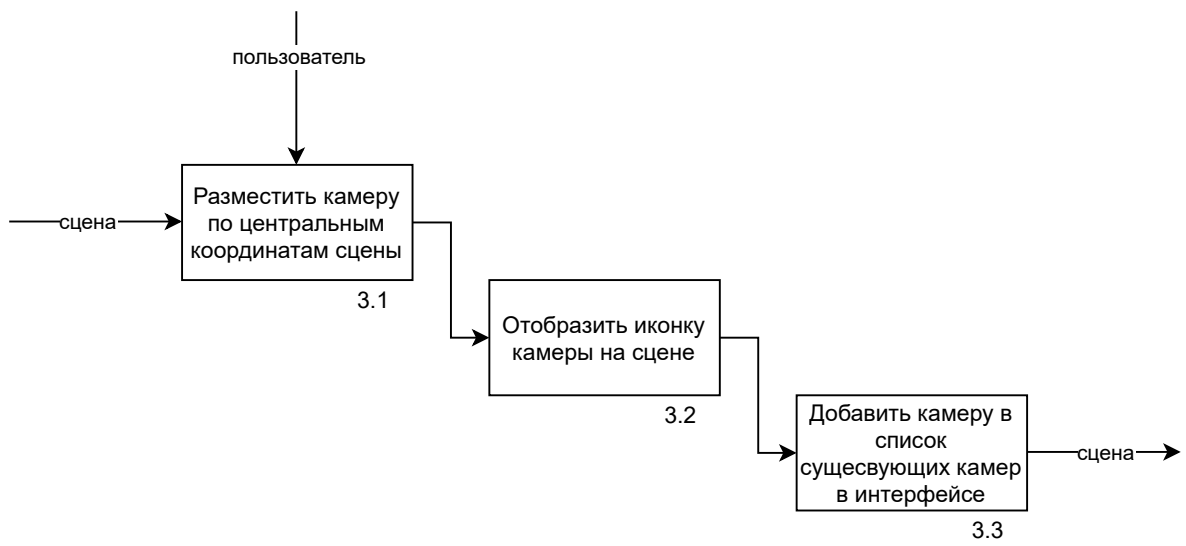 пользователь
сцена
Разместить камеру
по центральным
координатам сцены
3.1
Отобразить иконку
камеры на сцене
3.2
Добавить камеру в
список
сущесвующих камер
в интерфейсе
3.3
сцена